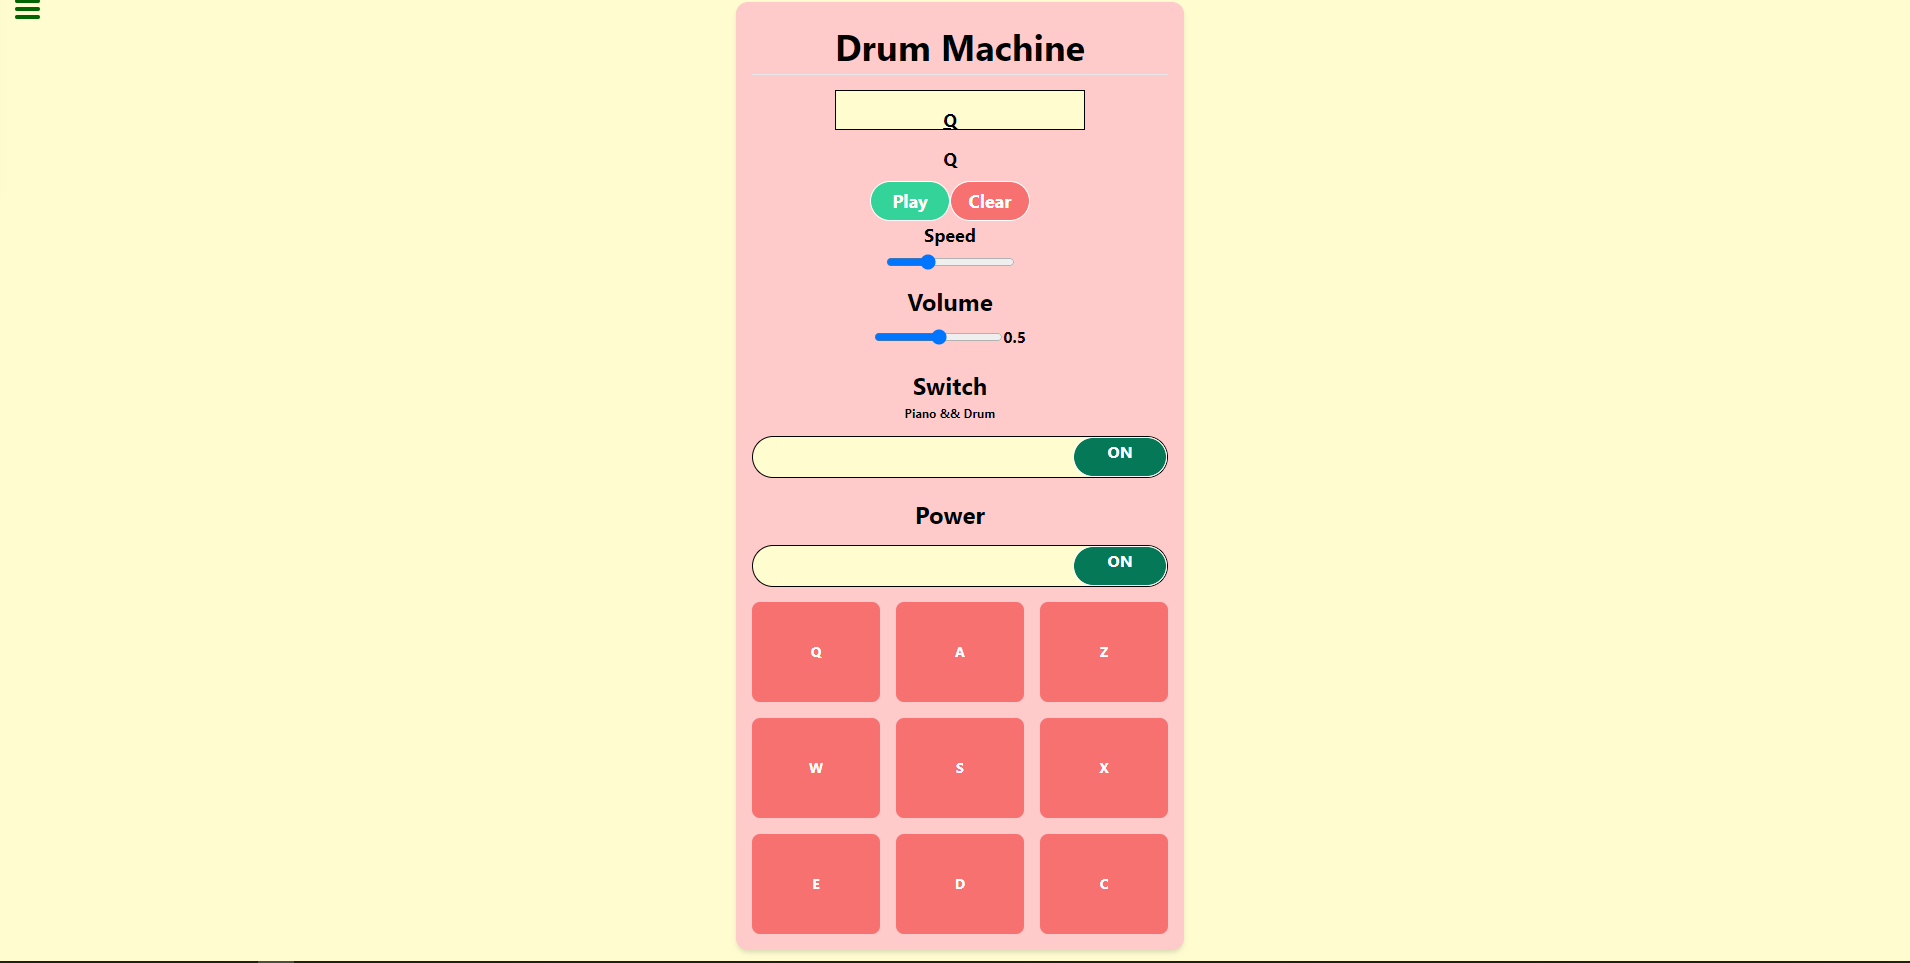 Drum Machine
Q
Q
Play Clear
Speed
Volume
0.5
Switch
Piano && Drum
ON
Power
ON
Q A Z
W S X
E D C